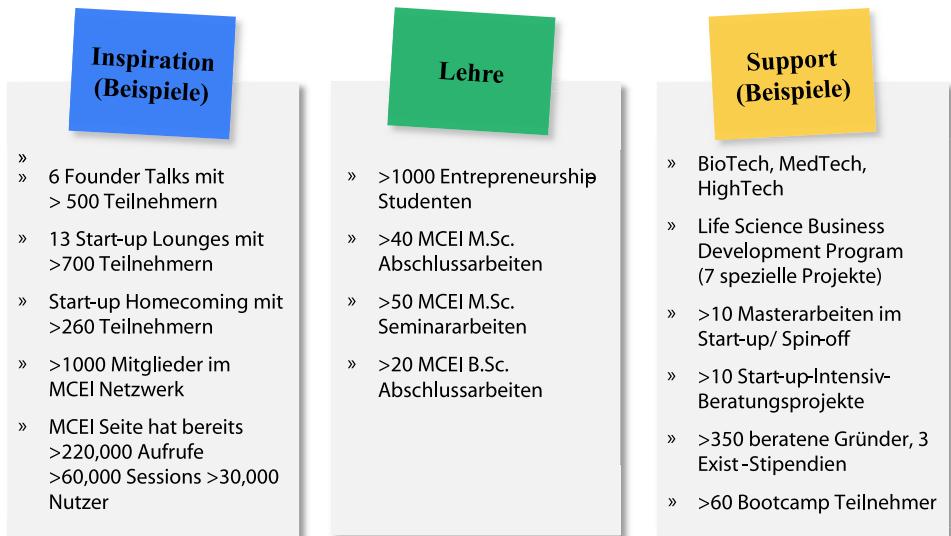 Inspiration
(Beispiele)
»
» 6 Founder Talks mit
> 500 Teilnehmern
» 13 Start-up Lounges mit
>700 Teilnehmern
» Start-up Homecoming mit
>260 Teilnehmern
» >1000 Mitglieder im
MCEI Netzwerk
» MCEI Seite hat bereits
>220,000 Aufrufe
>60,000 Sessions >30,000
Nutzer
Lehre
» >1000 Entrepreneurship
Studenten
» >40 MCEI M.Sc.
Abschlussarbeiten
» >50 MCEI M.Sc.
Seminararbeiten
» >20 MCEI B.Sc.
Abschlussarbeiten
Support
(Beispiele)
» BioTech, MedTech,
HighTech
» Life Science Business
Development Program
(7 spezielle Projekte)
» >10 Masterarbeiten im
Start-up/ Spin-off
» >10 Start-up-Intensiv-
Beratungsprojekte
» >350 beratene Gründer, 3
Exist -Stipendien
» >60 Bootcamp Teilnehmer